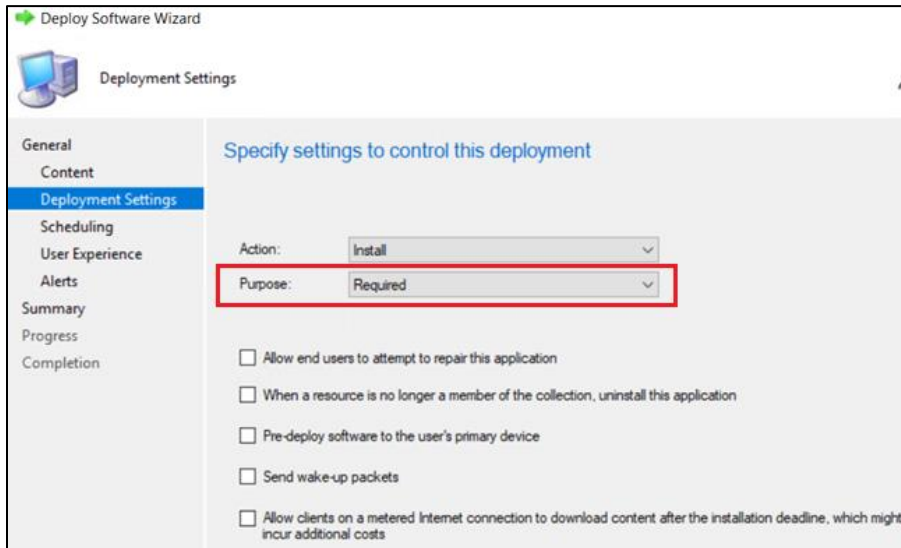 Deploy Software Wizard
Deployment Settings
General
Content
Deployment Settings
Scheduling
User Experience
Alerts
Summary
Progress
Completion
Specify settings to control this deployment
Action: Install
Purpose: Required
Allow end users to attempt to repair this application
When a resource is no longer a member of the collection, uninstall this application
Pre-deploy software to the user's primary device
Send wake-up packets
Allow clients on a metered Internet connection to download content after the installation deadline, which might
incur additional costs